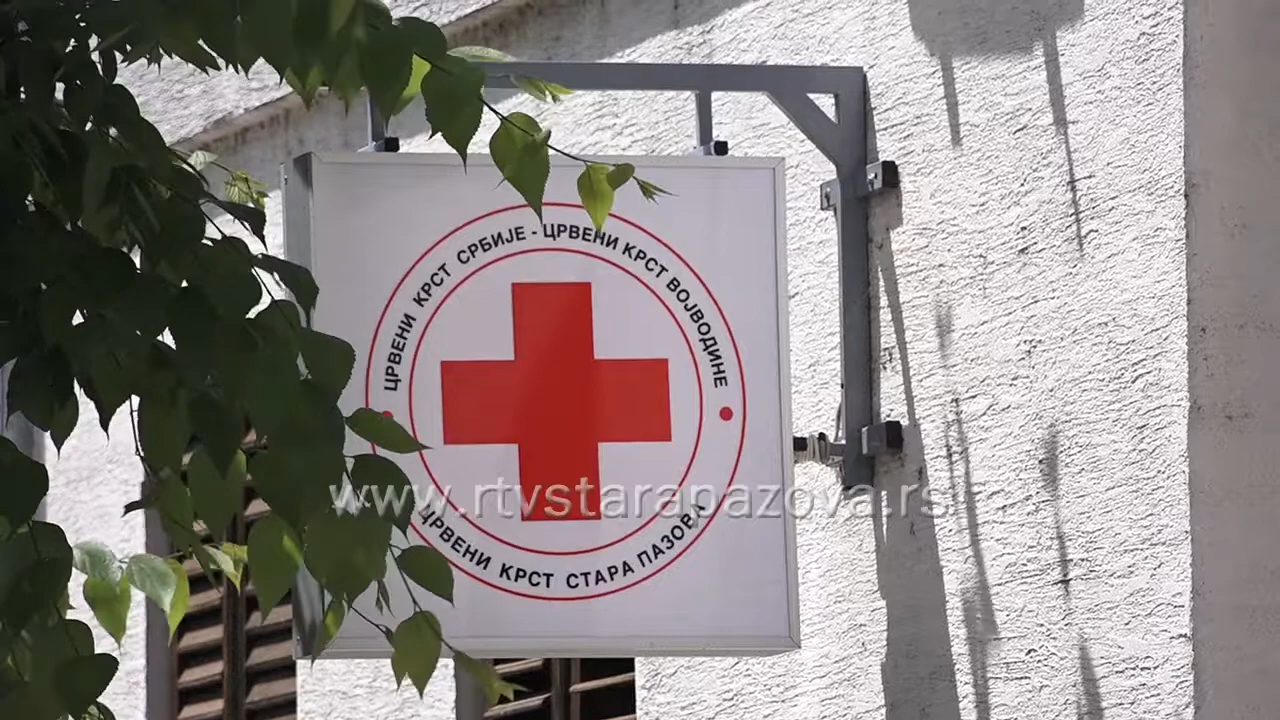 ЦРВЕНИ КРСТ СРБИЈЕ - ЦРВЕНИ КРСТ ВОЈВОДИНЕ
www.rtvstarapazova.rs
ЦРВЕНИ КРСТ СТАРА ПАЗОВА